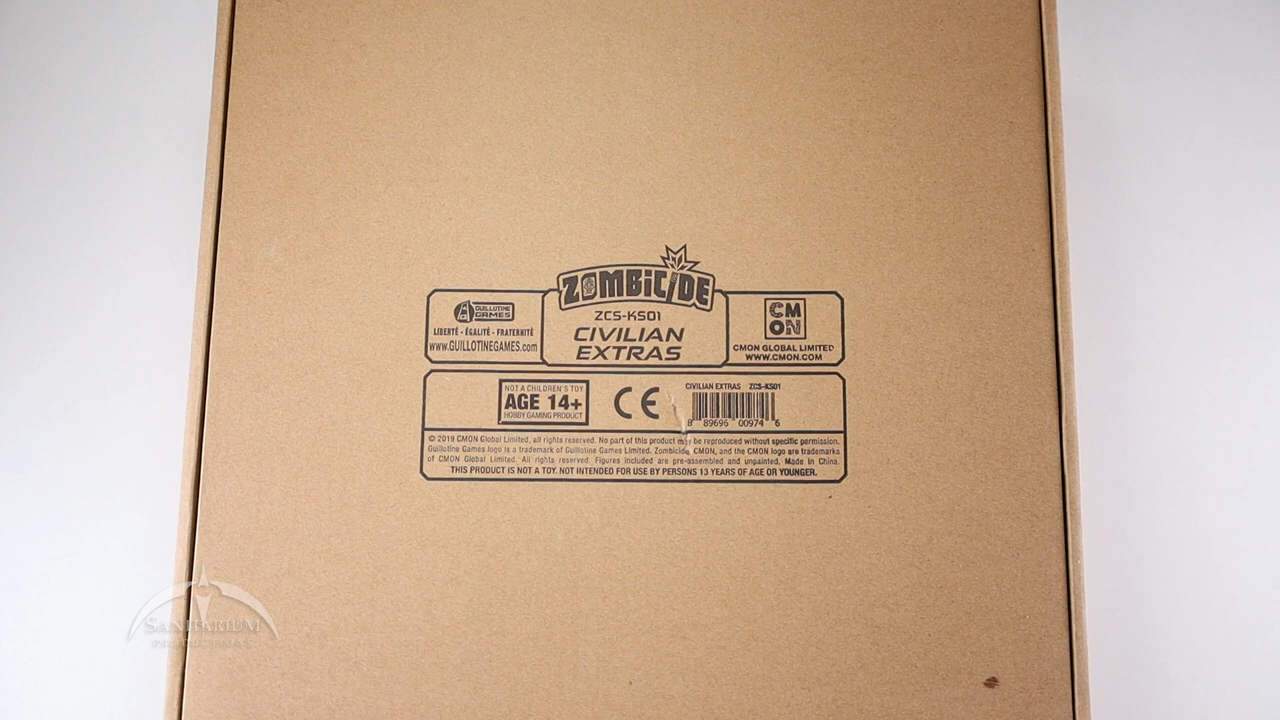 ZOMBICIDE
ZCS-KS01
CIVILIAN
EXTRAS
GUILLOTINE
GAMES
LIBERTÉ - ÉGALITÉ - FRATERNITÉ
www.GUILLOTINEGAMES.com
CM
ON
CMON GLOBAL LIMITED
WWW.CMON.COM
NOT A CHILDREN'S TOY
AGE 14+
HOBBY GAMING PRODUCT
CE
CIVILIAN EXTRAS ZCS-KS01
8 89696 00974 6
© 2019 CMON Global Limited, all rights reserved. No part of this product may be reproduced without specific permission.
Guillotine Games logo is a trademark of Guillotine Games Limited. Zombicide, CMON, and the CMON logo are trademarks
of CMON Global Limited. All rights reserved. Figures included are pre-assembled and unpainted. Made in China.
THIS PRODUCT IS NOT A TOY. NOT INTENDED FOR USE BY PERSONS 13 YEARS OF AGE OR YOUNGER.
SANITARIUM
PRODUCTIONS